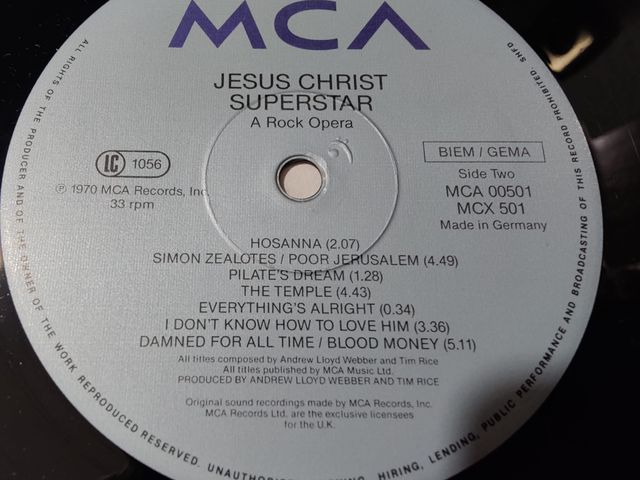 MCA
JESUS CHRIST
SUPERSTAR
A Rock Opera
LC 1056
BIEM / GEMA
℗ 1970 MCA Records, Inc.
33 rpm
Side Two
MCA 00501
MCX 501
Made in Germany
HOSANNA (2.07)
SIMON ZEALOTES / POOR JERUSALEM (4.49)
PILATE'S DREAM (1.28)
THE TEMPLE (4.43)
EVERYTHING'S ALRIGHT (0.34)
I DON'T KNOW HOW TO LOVE HIM (3.36)
DAMNED FOR ALL TIME / BLOOD MONEY (5.11)
All titles composed by Andrew Lloyd Webber and Tim Rice
All titles published by MCA Music Ltd.
PRODUCED BY ANDREW LLOYD WEBBER AND TIM RICE
Original sound recordings made by MCA Records, Inc.
MCA Records Ltd. are the exclusive licensees
for the U.K.
ALL RIGHTS OF THE PRODUCER AND OF THE OWNER OF THE WORK REPRODUCED RESERVED. HIRING, LENDING, PUBLIC PERFORMANCE AND BROADCASTING OF THIS RECORD PROHIBITED. SHFD